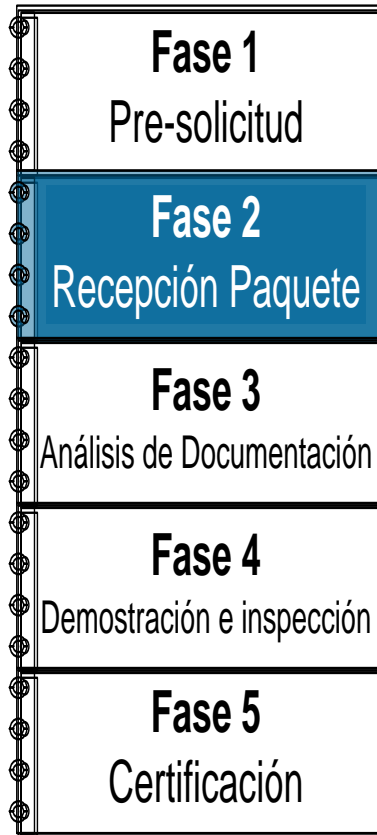 Fase 1
Pre-solicitud
Fase 2
Recepción Paquete
Fase 3
Análisis de Documentación
Fase 4
Demostración e inspección
Fase 5
Certificación